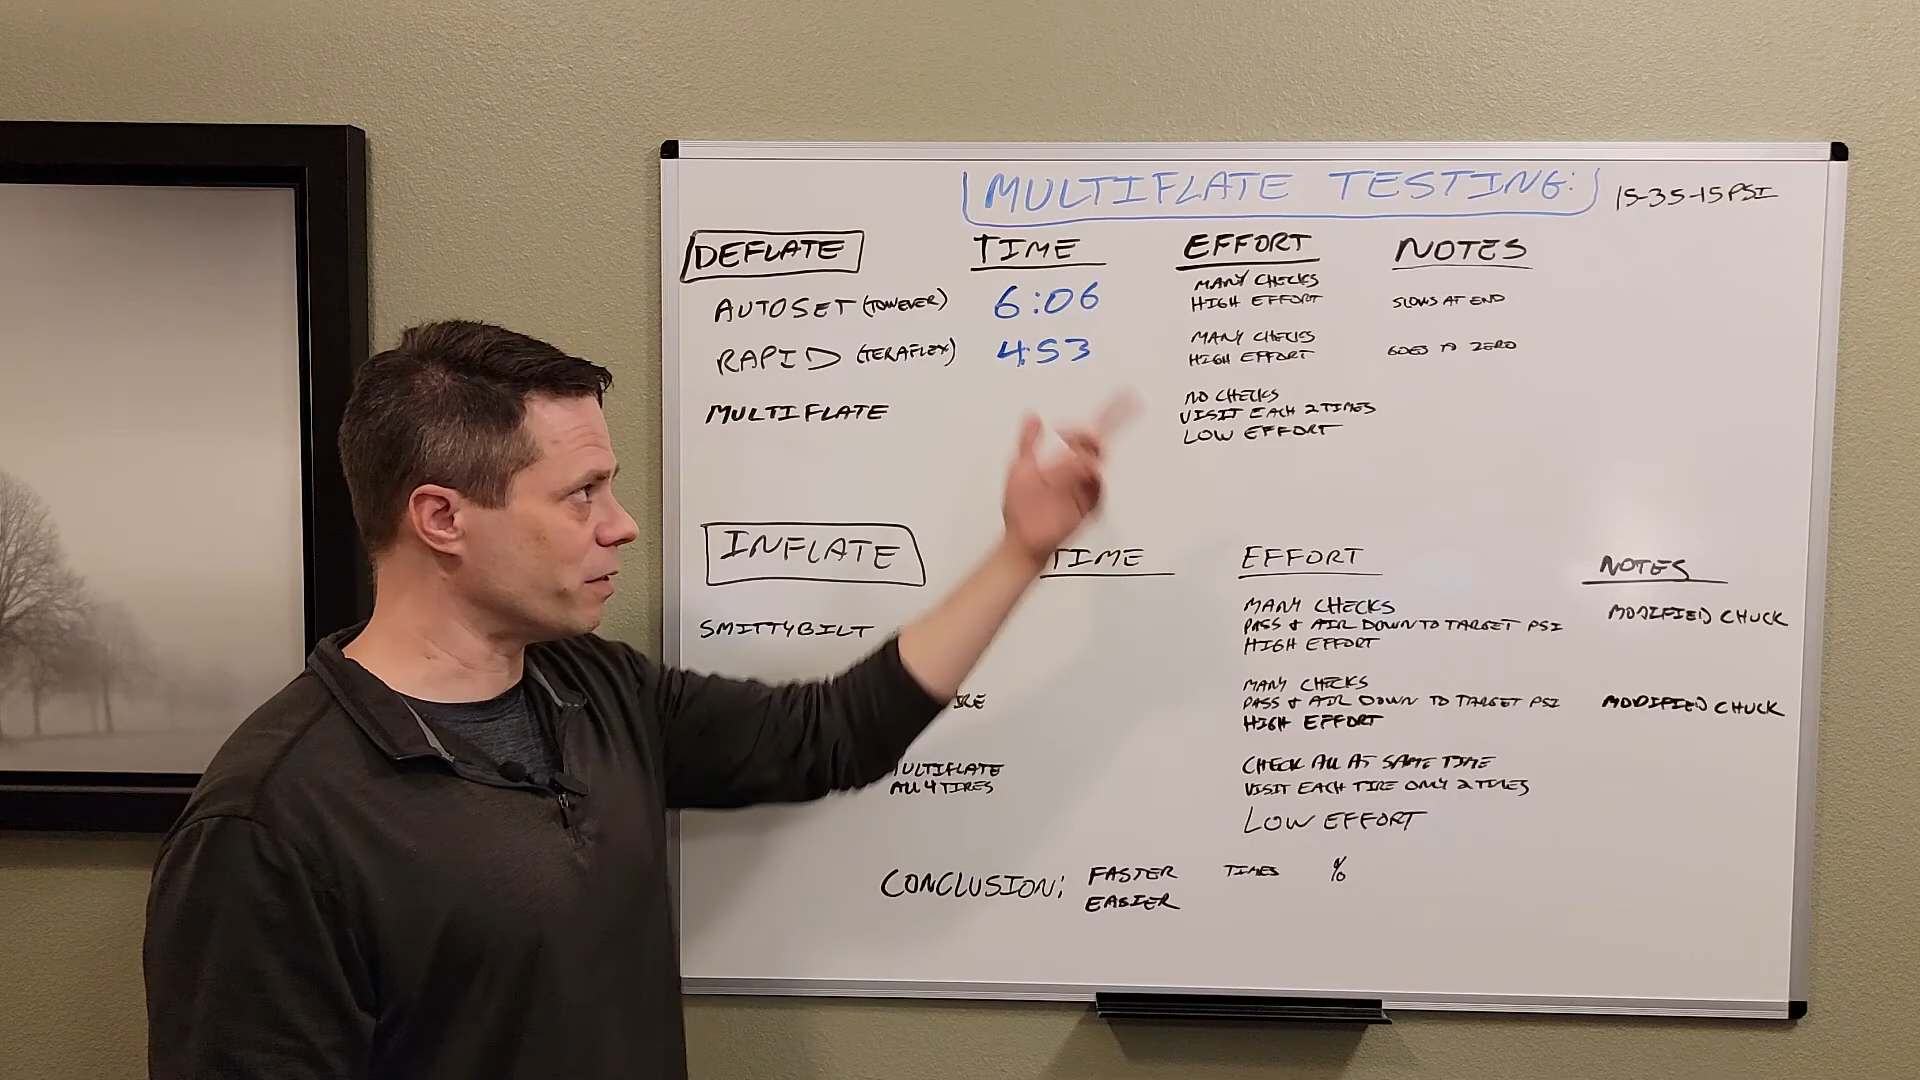 MULTIFLATE TESTING: 15-35-15 PSI
DEFLATE TIME EFFORT NOTES
AUTOSET (TOWEVER) 6:06 MANY CHECKS
HIGH EFFORT SLOWS AT END
RAPID (TERAFLEX) 4:53 MANY CHECKS
HIGH EFFORT GOES TO ZERO
MULTIFLATE NO CHECKS
VISIT EACH 2 TIMES
LOW EFFORT
INFLATE TIME EFFORT NOTES
SMITTYBILT MANY CHECKS
PASS & AIR DOWN TO TARGET PSI
HIGH EFFORT
MODIFIED CHUCK
MANY CHECKS
PASS & AIR DOWN TO TARGET PSI
HIGH EFFORT
MODIFIED CHUCK
MULTIFLATE
ALL 4 TIRES
CHECK ALL AT SAME TIME
VISIT EACH TIRE ONLY 2 TIMES
LOW EFFORT
CONCLUSION: FASTER TIMES %
EASIER